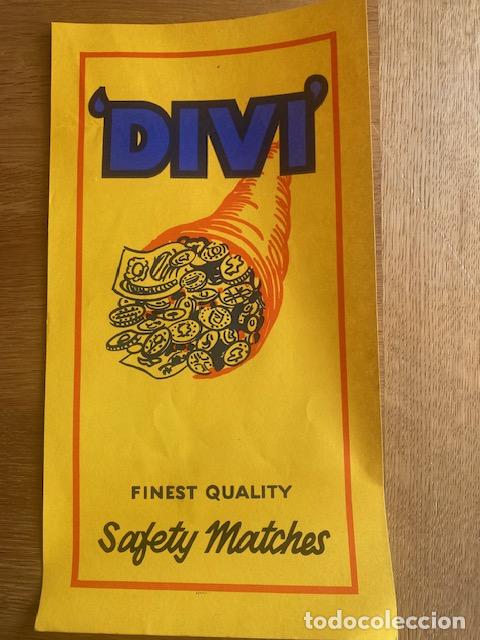 'DIVI'
FINEST QUALITY
Safety Matches
todocoleccion